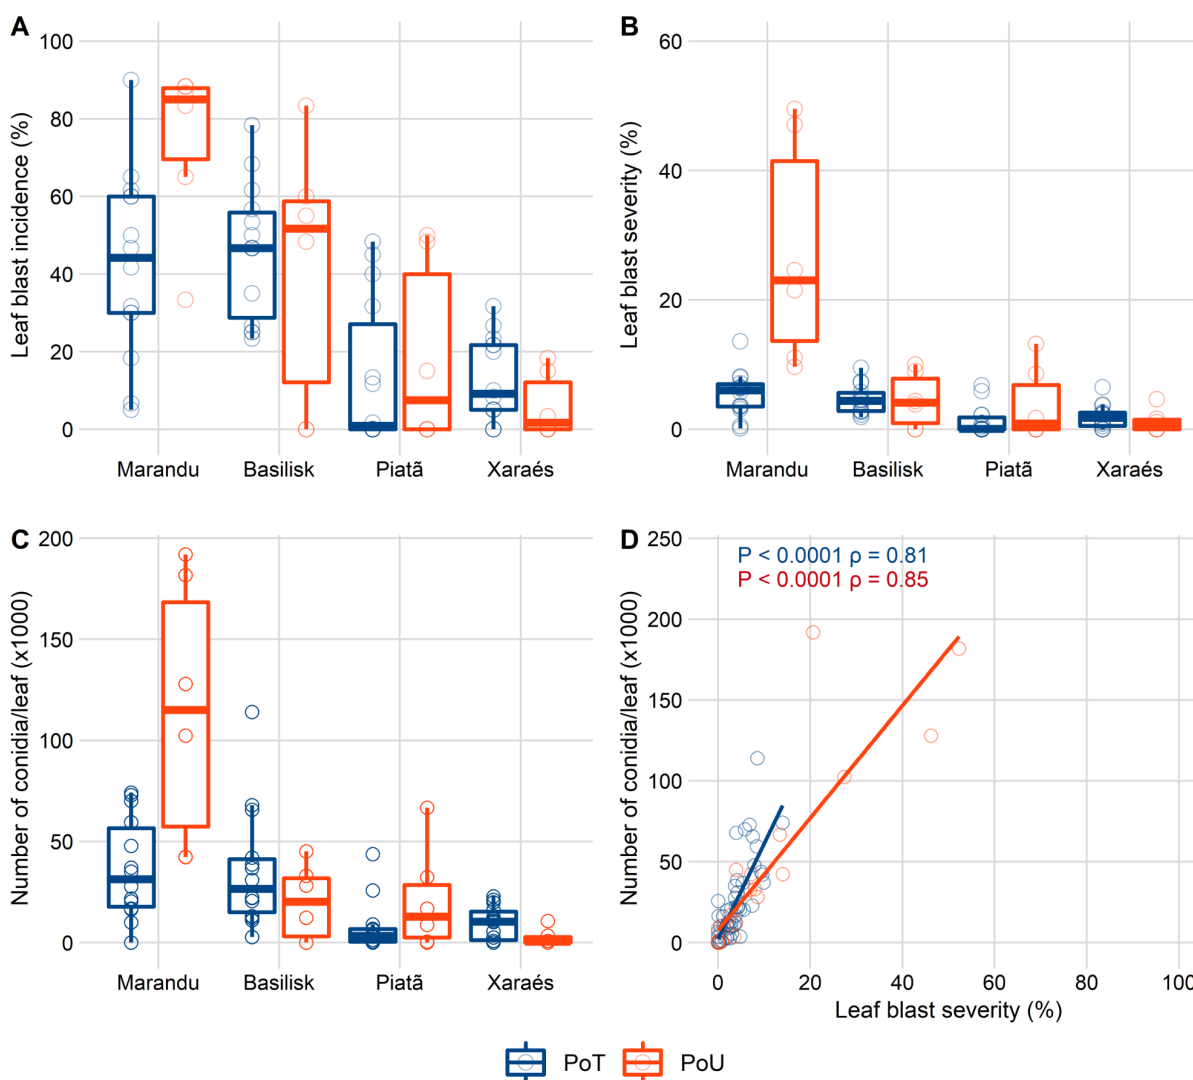 A
Leaf blast incidence (%)
100
80
60
40
20
0
Marandu Basilisk Piatã Xaraés
B
Leaf blast severity (%)
60
40
20
0
Marandu Basilisk Piatã Xaraés
C
Number of conidia/leaf (x1000)
200
150
100
50
0
Marandu Basilisk Piatã Xaraés
D
P < 0.0001 ρ = 0.81
P < 0.0001 ρ = 0.85
Number of conidia/leaf (x1000)
250
200
150
100
50
0
0 20 40 60 80 100
Leaf blast severity (%)
PoT PoU